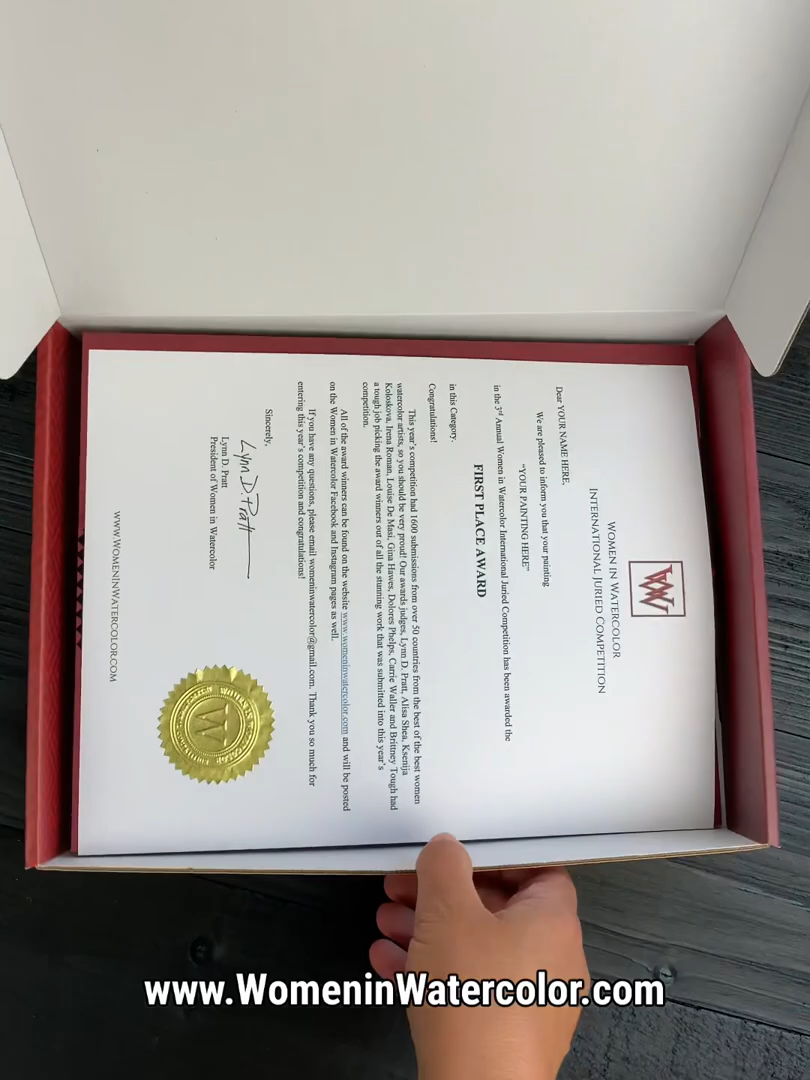 WOMEN IN WATERCOLOR
INTERNATIONAL JURIED COMPETITION
Dear YOUR NAME HERE,
We are pleased to inform you that your painting
“YOUR PAINTING HERE”
in the 3rd Annual Women in Watercolor International Juried Competition has been awarded the
FIRST PLACE AWARD
in this Category.
Congratulations!
This year's competition had 1600 submissions from over 50 countries from the best of the best women
watercolor artists, so you should be very proud! Our awards judges, Lynn D. Pratt, Alisa Shea, Ksenija
Koloskova, Irena Roman, Louise De Masi, Gina Hawes, Dolores Phelps, Carrie Waller and Brittney Tough had
a tough job picking the award winners out of all the stunning work that was submitted into this year's
competition.
All of the award winners can be found on the website www.womeninwatercolor.com and will be posted
on the Women in Watercolor Facebook and Instagram pages as well.
If you have any questions, please email womeninwatercolor@gmail.com. Thank you so much for
entering this year's competition and congratulations!
Sincerely,
Lynn D. Pratt
Lynn D. Pratt
President of Women in Watercolor
W
WWW.WOMENINWATERCOLOR.COM
www.WomeninWatercolor.com